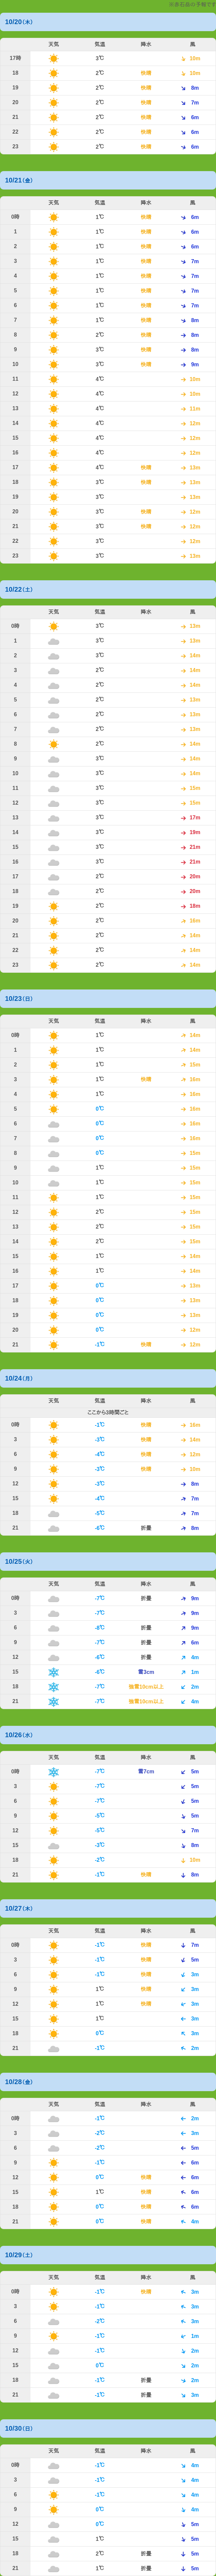 10/20(木)
天気 気温 降水 風
17時 3℃ 10m
18 2℃ 快晴 10m
19 2℃ 快晴 8m
20 2℃ 快晴 7m
21 2℃ 快晴 6m
22 2℃ 快晴 6m
23 2℃ 快晴 6m
10/21(金)
天気 気温 降水 風
0時 1℃ 快晴 6m
1 1℃ 快晴 6m
2 1℃ 快晴 6m
3 1℃ 快晴 7m
4 1℃ 快晴 7m
5 1℃ 快晴 7m
6 1℃ 快晴 7m
7 1℃ 快晴 8m
8 2℃ 快晴 8m
9 3℃ 快晴 8m
10 3℃ 快晴 9m
11 4℃ 10m
12 4℃ 10m
13 4℃ 11m
14 4℃ 12m
15 4℃ 12m
16 4℃ 12m
17 4℃ 快晴 13m
18 3℃ 快晴 13m
19 3℃ 13m
20 3℃ 快晴 12m
21 3℃ 快晴 12m
22 3℃ 12m
23 3℃ 13m
10/22(土)
天気 気温 降水 風
0時 3℃ 13m
1 3℃ 13m
2 3℃ 14m
3 2℃ 14m
4 2℃ 14m
5 2℃ 13m
6 2℃ 13m
7 2℃ 13m
8 2℃ 14m
9 3℃ 14m
10 3℃ 14m
11 3℃ 15m
12 3℃ 15m
13 3℃ 17m
14 3℃ 19m
15 3℃ 21m
16 3℃ 21m
17 2℃ 20m
18 2℃ 20m
19 2℃ 18m
20 2℃ 16m
21 2℃ 14m
22 2℃ 14m
23 2℃ 14m
10/23(日)
天気 気温 降水 風
0時 1℃ 14m
1 1℃ 14m
2 1℃ 15m
3 1℃ 快晴 15m
4 1℃ 16m
5 0℃ 16m
6 0℃ 16m
7 0℃ 16m
8 0℃ 15m
9 1℃ 15m
10 1℃ 15m
11 1℃ 15m
12 2℃ 15m
13 2℃ 15m
14 2℃ 15m
15 1℃ 14m
16 1℃ 14m
17 0℃ 13m
18 0℃ 13m
19 0℃ 13m
20 0℃ 12m
21 -1℃ 快晴 12m
10/24(月)
天気 気温 降水 風
ここから3時間ごと
0時 -1℃ 快晴 16m
3 -3℃ 快晴 14m
6 -4℃ 快晴 12m
9 -3℃ 快晴 10m
12 -3℃ 8m
15 -4℃ 7m
18 -5℃ 7m
21 -6℃ 折曇 8m
10/25(火)
天気 気温 降水 風
0時 -7℃ 折曇 9m
3 -7℃ 9m
6 -8℃ 折曇 9m
9 -7℃ 折曇 6m
12 -6℃ 折曇 4m
15 -6℃ 雪3cm 1m
18 -7℃ 2m
21 -7℃ 4m
10/26(水)
天気 気温 降水 風
0時 -7℃ 雪7cm 5m
3 -7℃ 5m
6 -7℃ 5m
9 -5℃ 5m
12 -5℃ 7m
15 -3℃ 8m
18 -2℃ 10m
21 -1℃ 快晴 8m
10/27(木)
天気 気温 降水 風
0時 -1℃ 快晴 7m
3 -1℃ 快晴 5m
6 -1℃ 快晴 3m
9 1℃ 快晴 3m
12 1℃ 快晴 3m
15 1℃ 3m
18 0℃ 3m
21 -1℃ 2m
10/28(金)
天気 気温 降水 風
0時 -1℃ 2m
3 -2℃ 3m
6 -2℃ 5m
9 -1℃ 6m
12 0℃ 快晴 6m
15 1℃ 快晴 6m
18 0℃ 快晴 6m
21 0℃ 快晴 4m
10/29(土)
天気 気温 降水 風
0時 -1℃ 快晴 3m
3 -1℃ 3m
6 -2℃ 3m
9 -1℃ 1m
12 -1℃ 2m
15 0℃ 2m
18 -1℃ 折曇 2m
21 -1℃ 折曇 3m
10/30(日)
天気 気温 降水 風
0時 -1℃ 4m
3 -1℃ 4m
6 -1℃ 4m
9 0℃ 4m
12 0℃ 5m
15 1℃ 5m
18 2℃ 折曇 5m
21 1℃ 折曇 5m